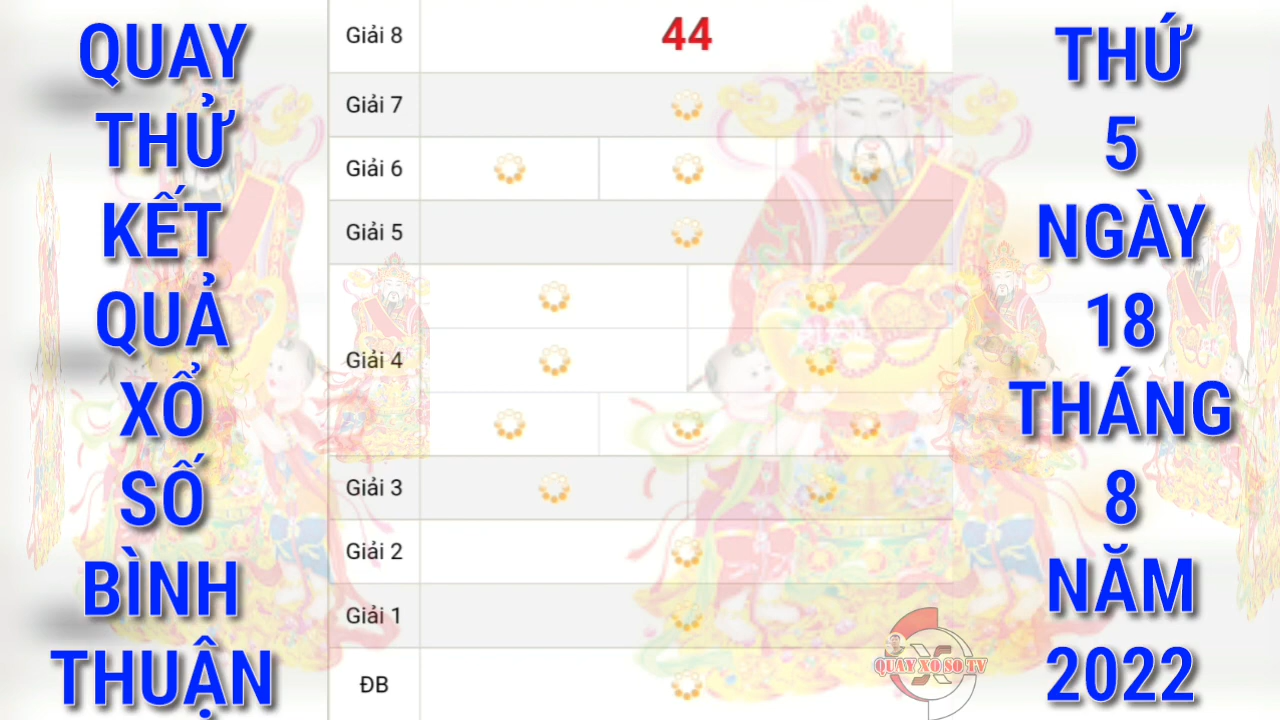 QUAY
THỬ
KẾT
QUẢ
XỔ
SỐ
BÌNH
THUẬN
Giải 8
44
Giải 7
Giải 6
Giải 5
Giải 4
Giải 3
Giải 2
Giải 1
ĐB
THỨ
5
NGÀY
18
THÁNG
8
NĂM
2022
QUAY XO SO TV